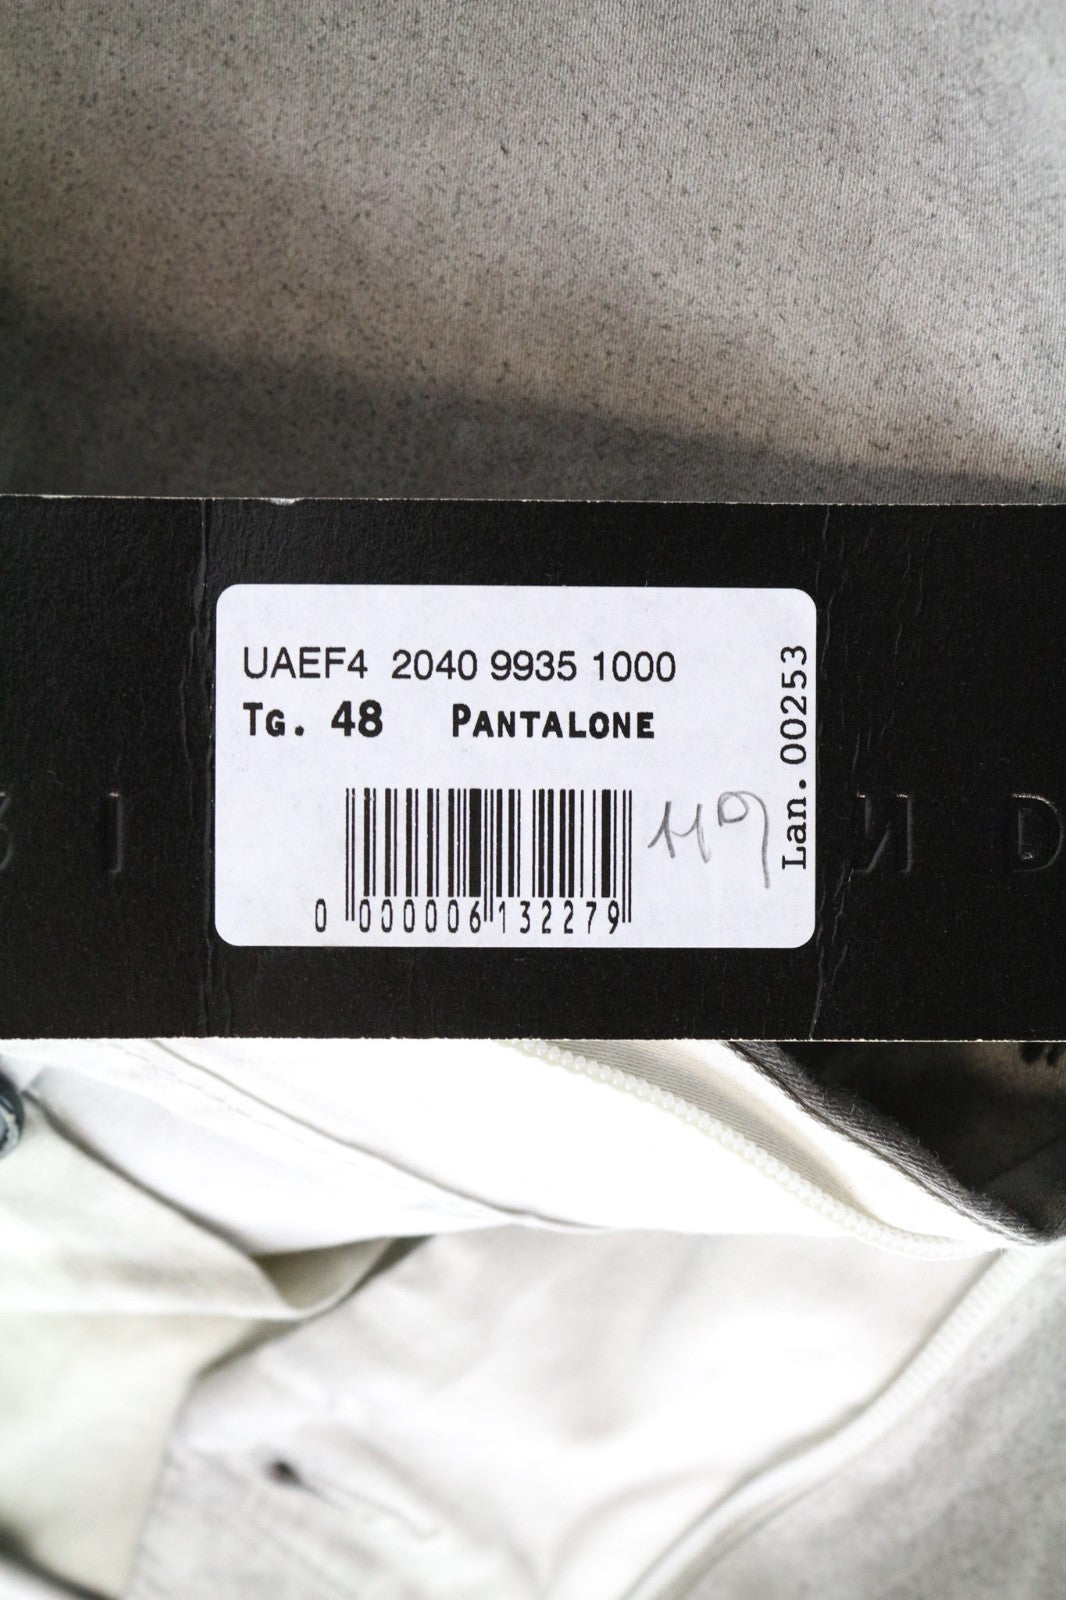 UAEF4 2040 9935 1000
TG. 48 PANTALONE
0 000006 132279
Lan. 00253